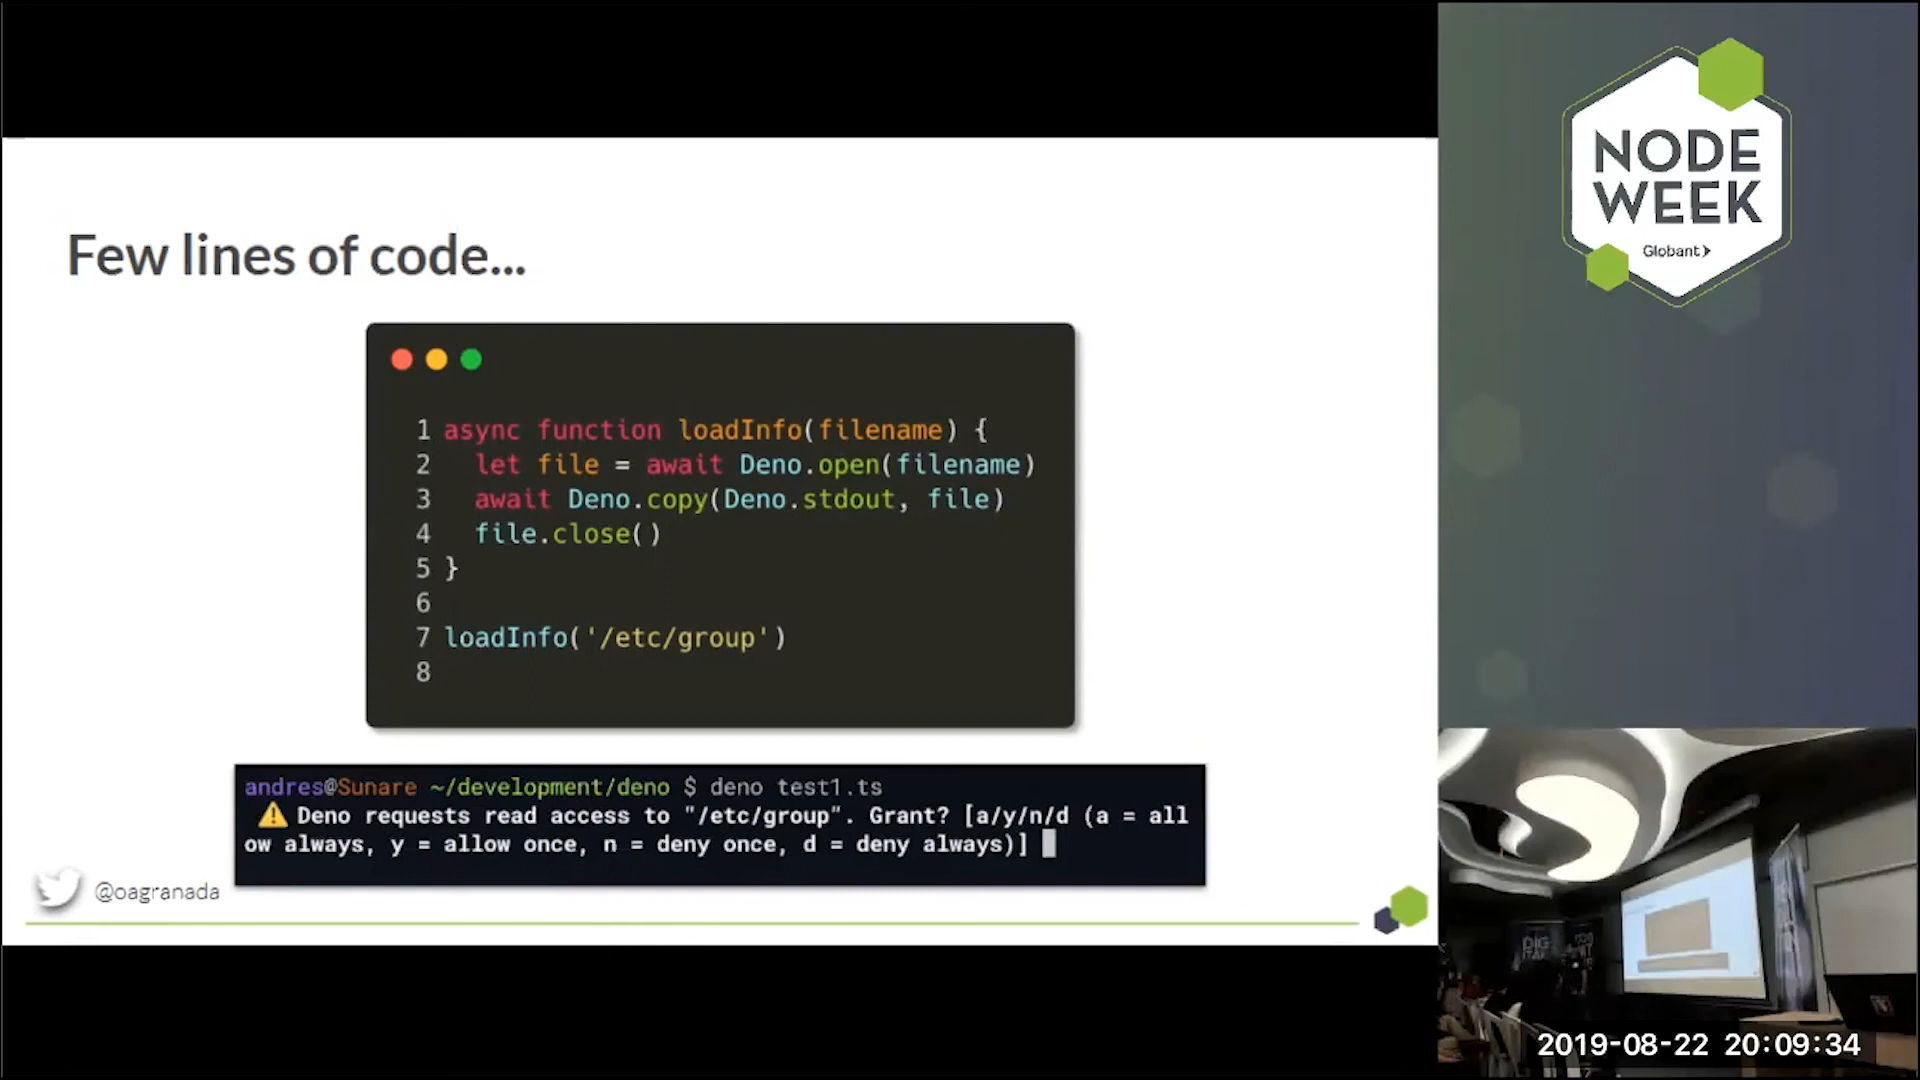 Few lines of code...
1 async function loadInfo(filename) {
2 let file = await Deno.open(filename)
3 await Deno.copy(Deno.stdout, file)
4 file.close()
5 }
6
7 loadInfo('/etc/group')
8
andres@Sunare ~/development/deno $ deno test1.ts
⚠️ Deno requests read access to "/etc/group". Grant? [a/y/n/d (a = all
ow always, y = allow once, n = deny once, d = deny always)]
@oagranada
NODE
WEEK
Globant
2019-08-22 20:09:34